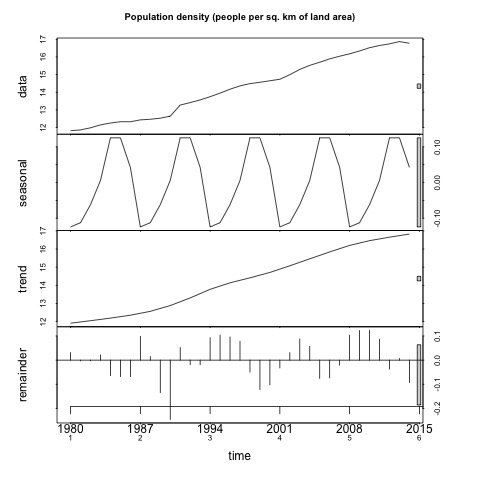 Population density (people per sq. km of land area)
data
12 13 14 15 16 17
seasonal
-0.10 0.00 0.10
trend
12 13 14 15 16 17
remainder
-0.2 -0.1 0.0 0.1
1980 1987 1994 2001 2008 2015
1 2 3 4 5 6
time